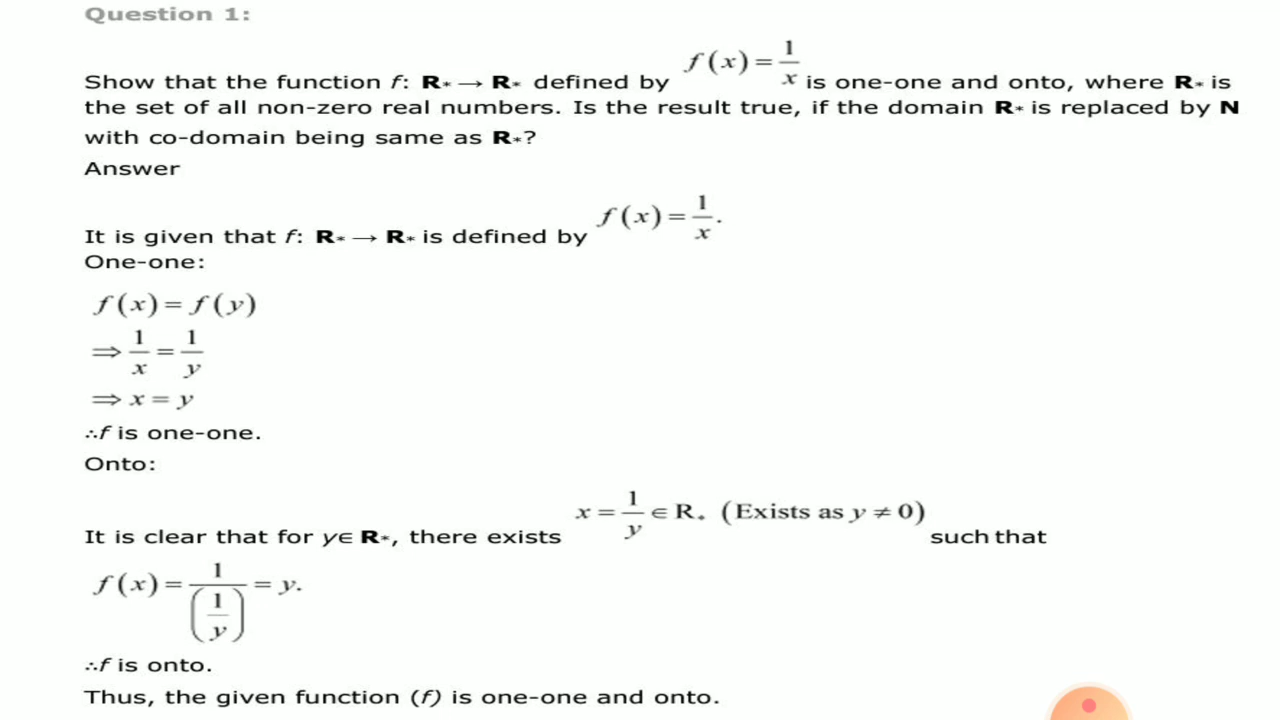 Question 1:
Show that the function f: R* → R* defined by f(x) = 1/x is one-one and onto, where R* is
the set of all non-zero real numbers. Is the result true, if the domain R* is replaced by N
with co-domain being same as R*?
Answer
It is given that f: R* → R* is defined by f(x) = 1/x.
One-one:
f(x) = f(y)
⇒ 1/x = 1/y
⇒ x = y
∴f is one-one.
Onto:
It is clear that for y∈ R*, there exists x = 1/y ∈ R* (Exists as y ≠ 0) such that
f(x) = 1/(1/y) = y.
∴f is onto.
Thus, the given function (f) is one-one and onto.